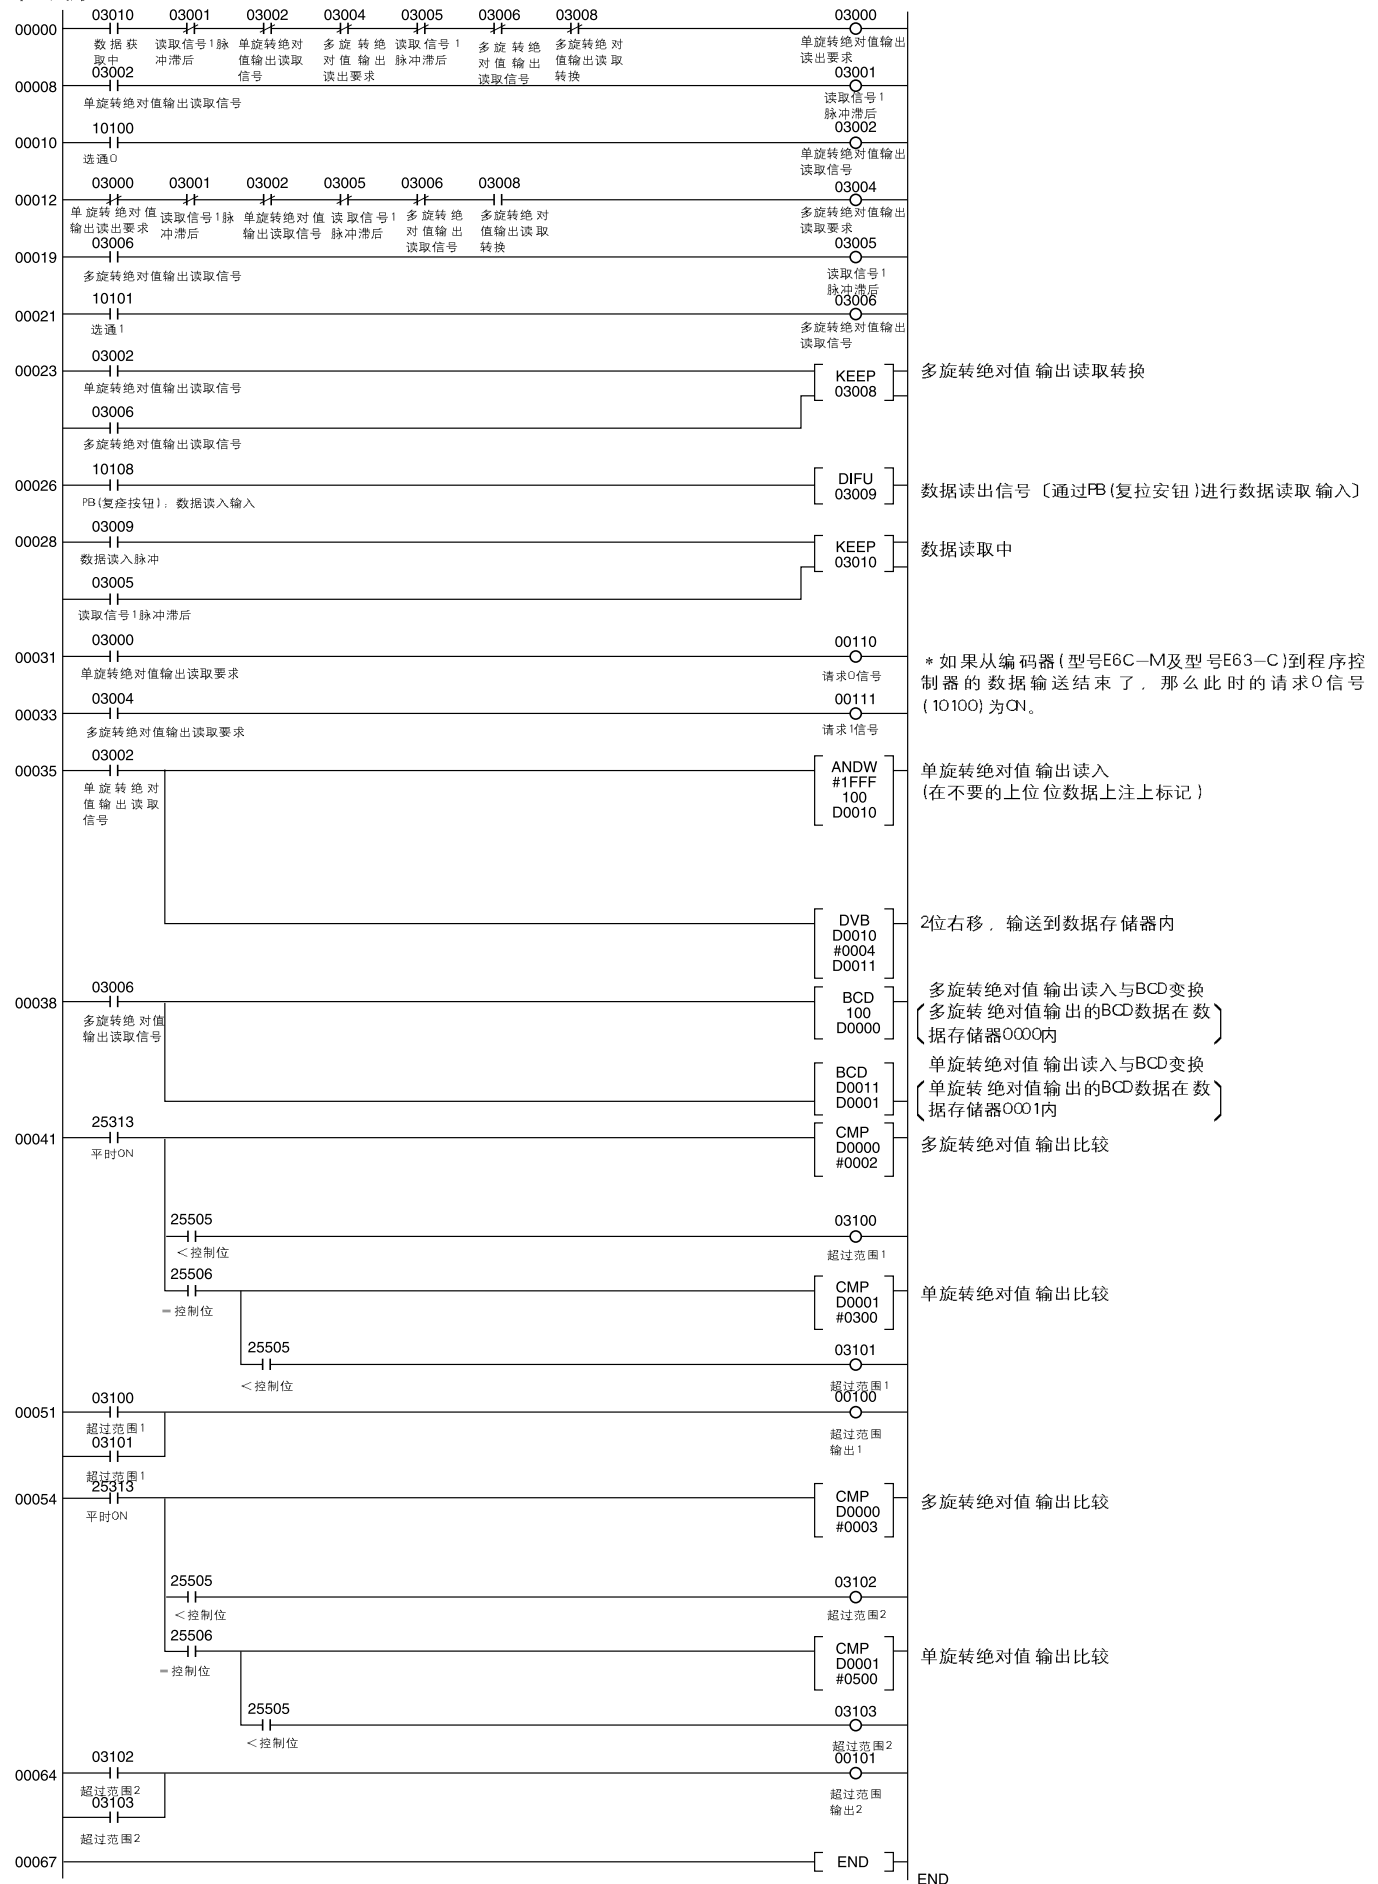 03010 03001 03002 03004 03005 03006 03008 03000
00000
数据获 读取信号1脉 单旋转绝对 多旋转绝 读取信号1 多旋转绝 多旋转绝对 单旋转绝对值输出
取中 冲滞后 值输出读取 对值输出 脉冲滞后 对值输出 值输出读取 读出要求
信号 读出要求 读取信号 转换
03002 03001
00008
单旋转绝对值输出读取信号 读取信号1
脉冲滞后
10100 03002
00010
选通0 单旋转绝对值输出
读取信号
03000 03001 03002 03005 03006 03008 03004
00012
单旋转绝对值 读取信号1脉 单旋转绝对值 读取信号1 多旋转绝 多旋转绝对 多旋转绝对值输出
输出读出要求 冲滞后 输出读取信号 脉冲滞后 对值输出 值输出读取 读取要求
读取信号 转换
03006 03005
00019
多旋转绝对值输出读取信号 读取信号1
脉冲滞后
10101 03006
00021
选通1 多旋转绝对值输出
读取信号
03002
00023 KEEP 多旋转绝对值输出读取转换
单旋转绝对值输出读取信号 03008
03006
多旋转绝对值输出读取信号
10108
00026 DIFU
03009 数据读出信号〔通过PB(复拉安钮)进行数据读取输入〕
PB(复痊按钮)：数据读入输入
03009
00028 KEEP 数据读取中
数据读入脉冲 03010
03005
读取信号1脉冲滞后
03000 00110
00031 *如果从编码器(型号E6C-M及型号E63-C)到程序控
单旋转绝对值输出读取要求 请求0信号 制器的数据输送结束了，那么此时的请求0信号
03004 00111 (10100)为ON。
00033
多旋转绝对值输出读取要求 请求1信号
03002
00035 ANDW 单旋转绝对值输出读入
单旋转绝对 #1FFF (在不要的上位位数据上注上标记)
值输出读取 100
信号 D0010
DVB 2位右移，输送到数据存储器内
D0010
#0004
D0011
03006 多旋转绝对值输出读入与BCD变换
00038 BCD
多旋转绝对值 100 (多旋转绝对值输出的BCD数据在数
输出读取信号 D0000 据存储器0000内)
单旋转绝对值输出读入与BCD变换
BCD
D0011 (单旋转绝对值输出的BCD数据在数
D0001 据存储器0001内)
25313
00041 CMP 多旋转绝对值输出比较
平时ON D0000
#0002
25505 03100
<控制位 超过范围1
25506
CMP 单旋转绝对值输出比较
=控制位 D0001
#0300
25505 03101
<控制位 超过范围1
03100 00100
00051
超过范围1 超过范围
03101 输出1
超过范围1
25313
00054 CMP 多旋转绝对值输出比较
平时ON D0000
#0003
25505 03102
<控制位 超过范围2
25506
CMP 单旋转绝对值输出比较
=控制位 D0001
#0500
25505 03103
<控制位 超过范围2
03102 00101
00064
超过范围2 超过范围
03103 输出2
超过范围2
00067 END
END